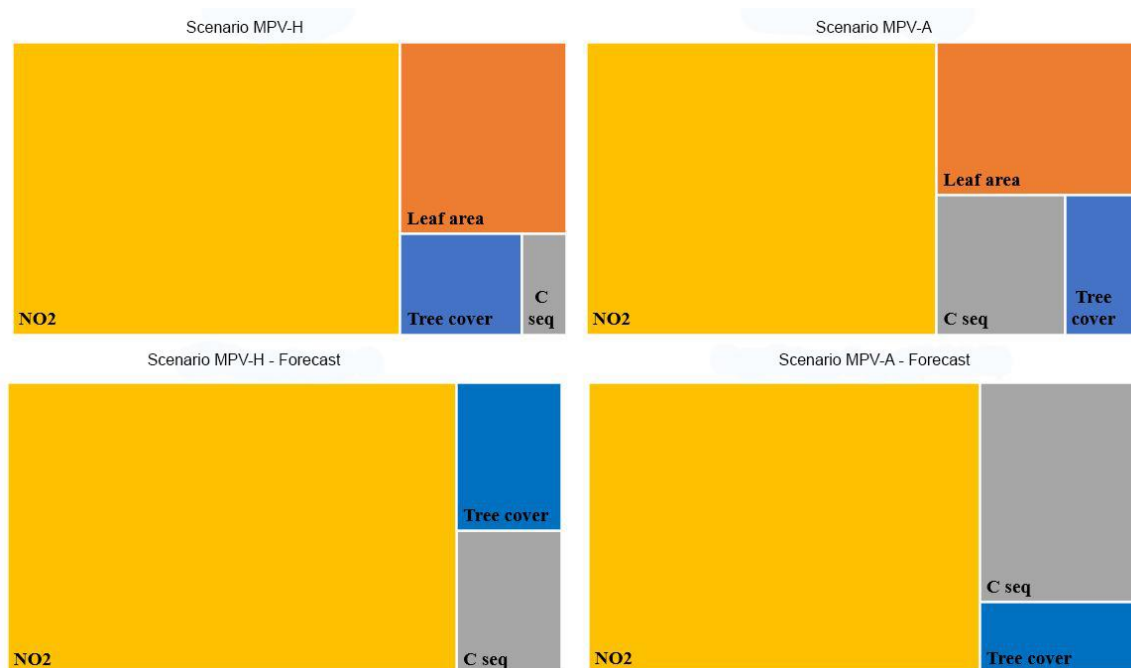 Scenario MPV-H
Leaf area
C
seq
NO2
Tree cover
Scenario MPV-A
Leaf area
Tree
cover
NO2
C seq
Scenario MPV-H - Forecast
Tree cover
NO2
C seq
Scenario MPV-A - Forecast
C seq
NO2
Tree cover